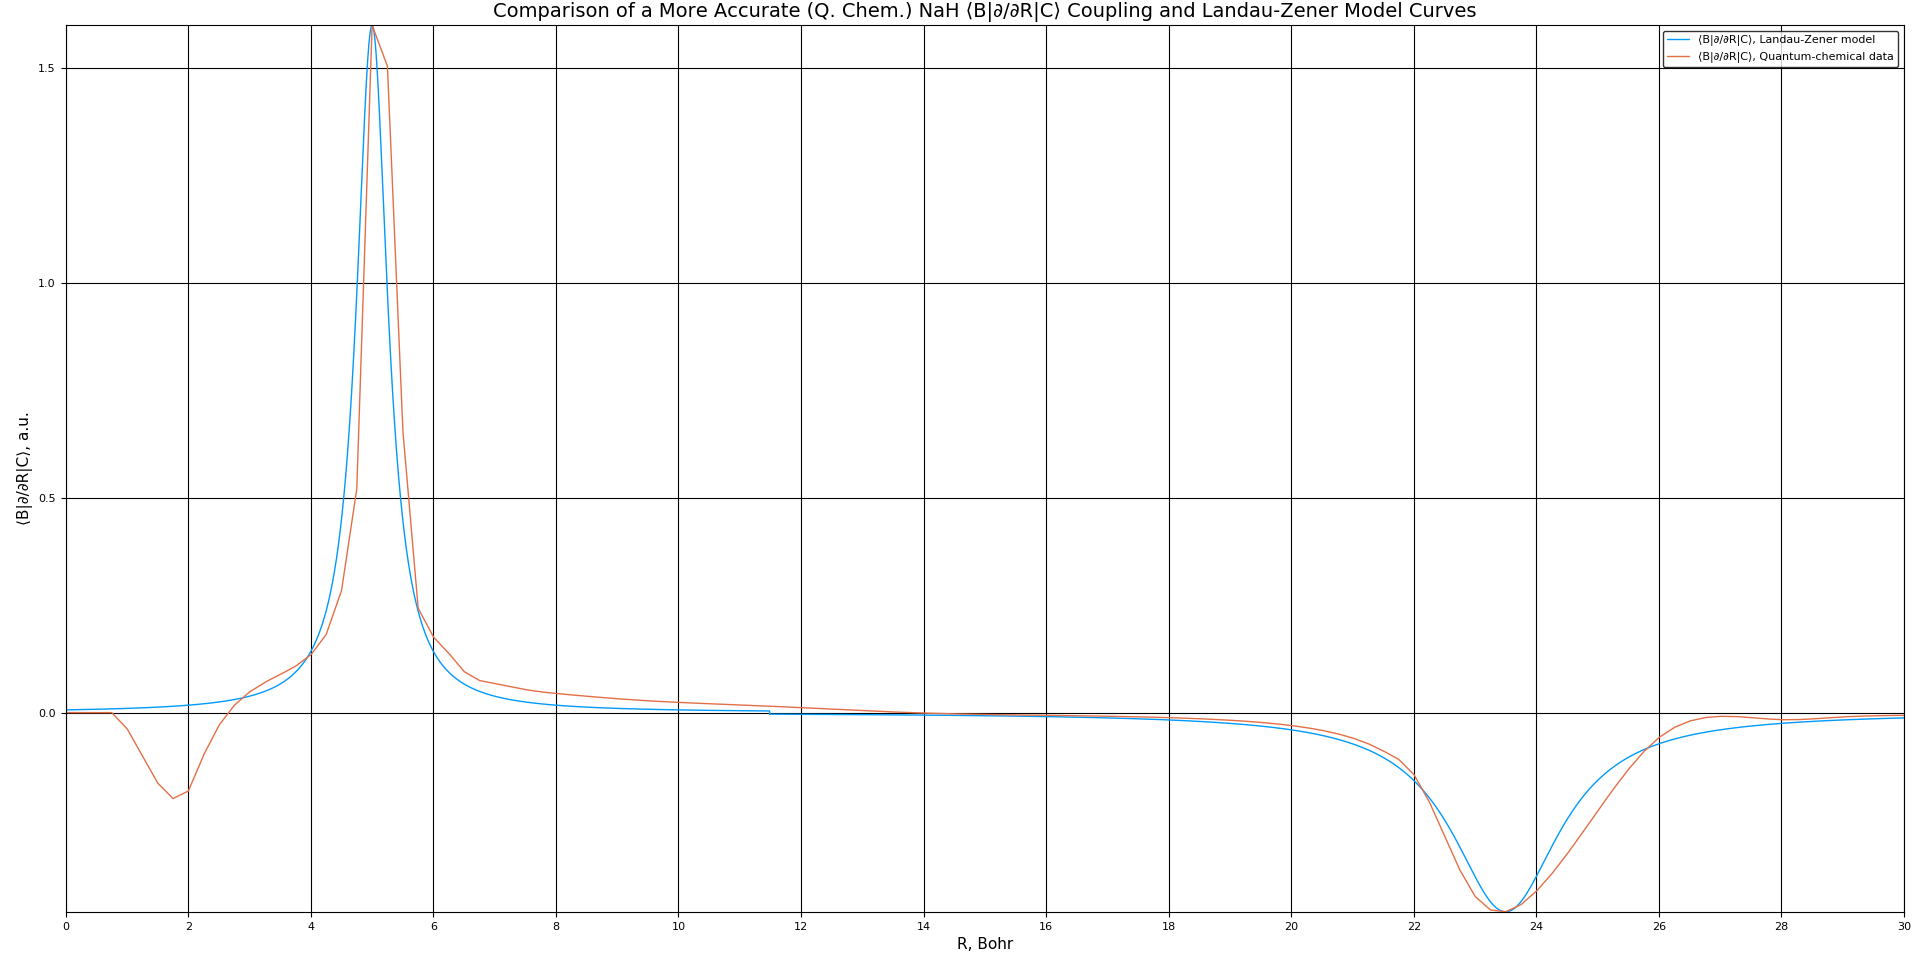 Comparison of a More Accurate (Q. Chem.) NaH ⟨B|∂/∂R|C⟩ Coupling and Landau-Zener Model Curves
⟨B|∂/∂R|C⟩, Landau-Zener model
⟨B|∂/∂R|C⟩, Quantum-chemical data
⟨B|∂/∂R|C⟩, a.u.
1.5
1.0
0.5
0.0
0 2 4 6 8 10 12 14 16 18 20 22 24 26 28 30
R, Bohr